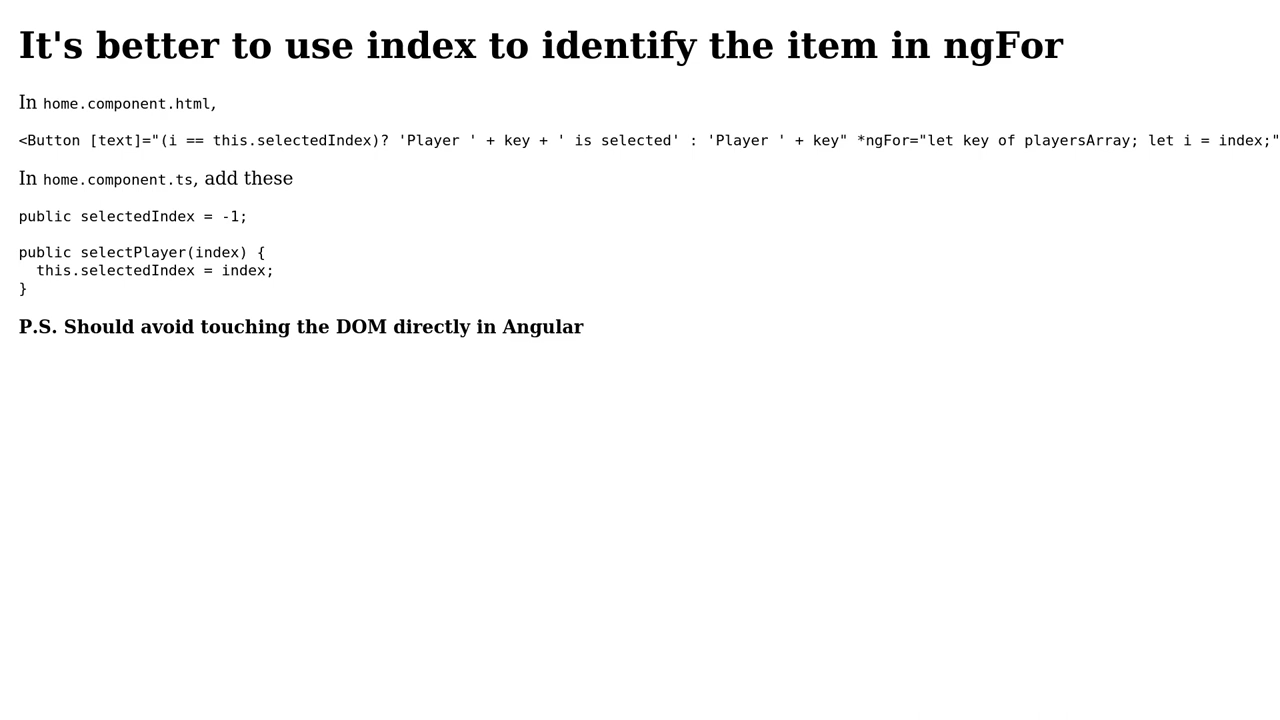 It's better to use index to identify the item in ngFor
In home.component.html,
<Button [text]="(i == this.selectedIndex)? 'Player ' + key + ' is selected' : 'Player ' + key" *ngFor="let key of playersArray; let i = index;"
In home.component.ts, add these
public selectedIndex = -1;
public selectPlayer(index) {
  this.selectedIndex = index;
}
P.S. Should avoid touching the DOM directly in Angular